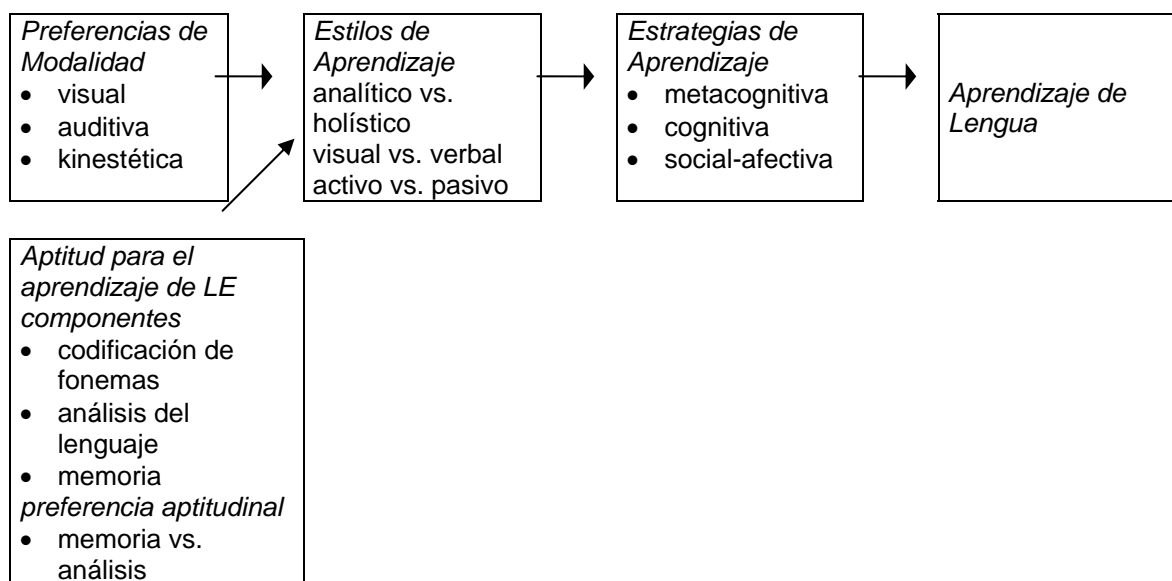 Preferencias de
Modalidad
• visual
• auditiva
• kinestética
Estilos de
Aprendizaje
analítico vs.
holístico
visual vs. verbal
activo vs. pasivo
Estrategias de
Aprendizaje
• metacognitiva
• cognitiva
• social-afectiva
Aprendizaje de
Lengua
Aptitud para el
aprendizaje de LE
componentes
• codificación de
fonemas
• análisis del
lenguaje
• memoria
preferencia aptitudinal
• memoria vs.
análisis